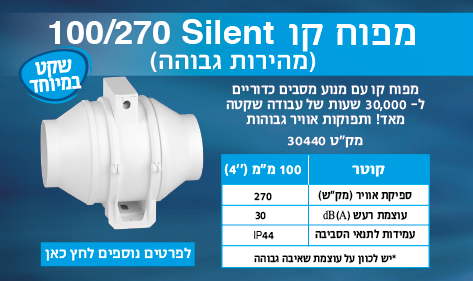 מפוח קו 100/270 Silent
(מהירות גבוהה)
שקט
במיוחד
מפוח קו עם מנוע מסבים כדוריים
ל- 30,000 שעות של עבודה שקטה
מאד! ותפוקות אוויר גבוהות
מק"ט 30440
קוטר 100 מ"מ ("4)
ספיקת אוויר (מק"ש) 270
עוצמת רעש dB(A) 30
עמידות לתנאי הסביבה IP44
*יש לכוון על עוצמת שאיבה גבוהה
לפרטים נוספים לחץ כאן